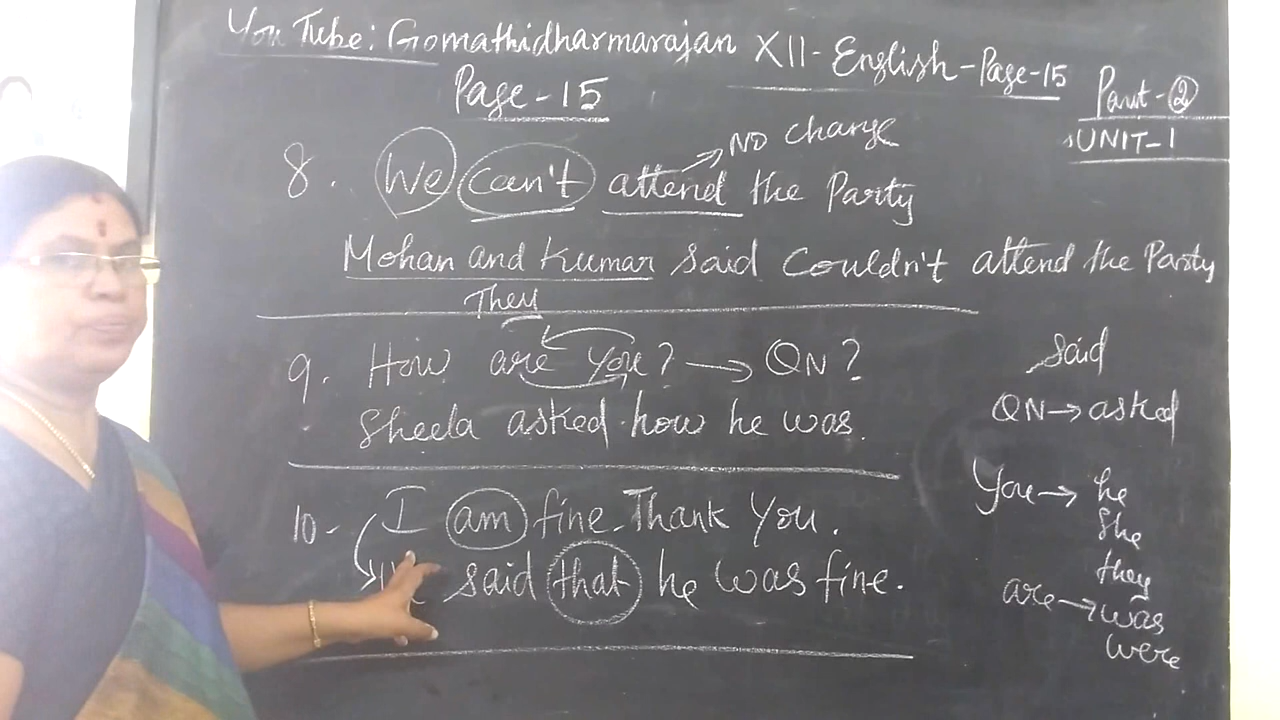 YouTube: Gomathidharmarajan XII - English - Page - 15
Page - 15
Part - 2
UNIT - 1
No change
8. We can't attend the Party
Mohan and Kumar said couldn't attend the Party
They
9. How are you? → QN?
Sheela asked how he was.
said
QN → asked
10 - I am fine. Thank You.
said that he was fine.
You → he
she
they
are → was
were